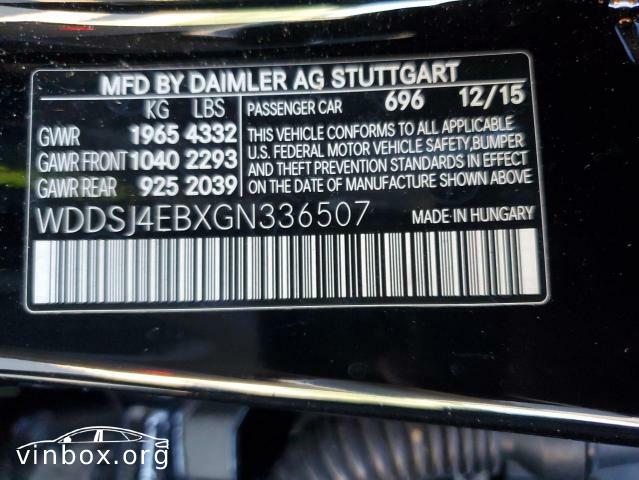 MFD BY DAIMLER AG STUTTGART
KG LBS PASSENGER CAR 696 12/15
GVWR 1965 4332 THIS VEHICLE CONFORMS TO ALL APPLICABLE
GAWR FRONT 1040 2293 U.S. FEDERAL MOTOR VEHICLE SAFETY,BUMPER
AND THEFT PREVENTION STANDARDS IN EFFECT
GAWR REAR 925 2039 ON THE DATE OF MANUFACTURE SHOWN ABOVE.
WDDSJ4EBXGN336507 MADE IN HUNGARY
vinbox.org